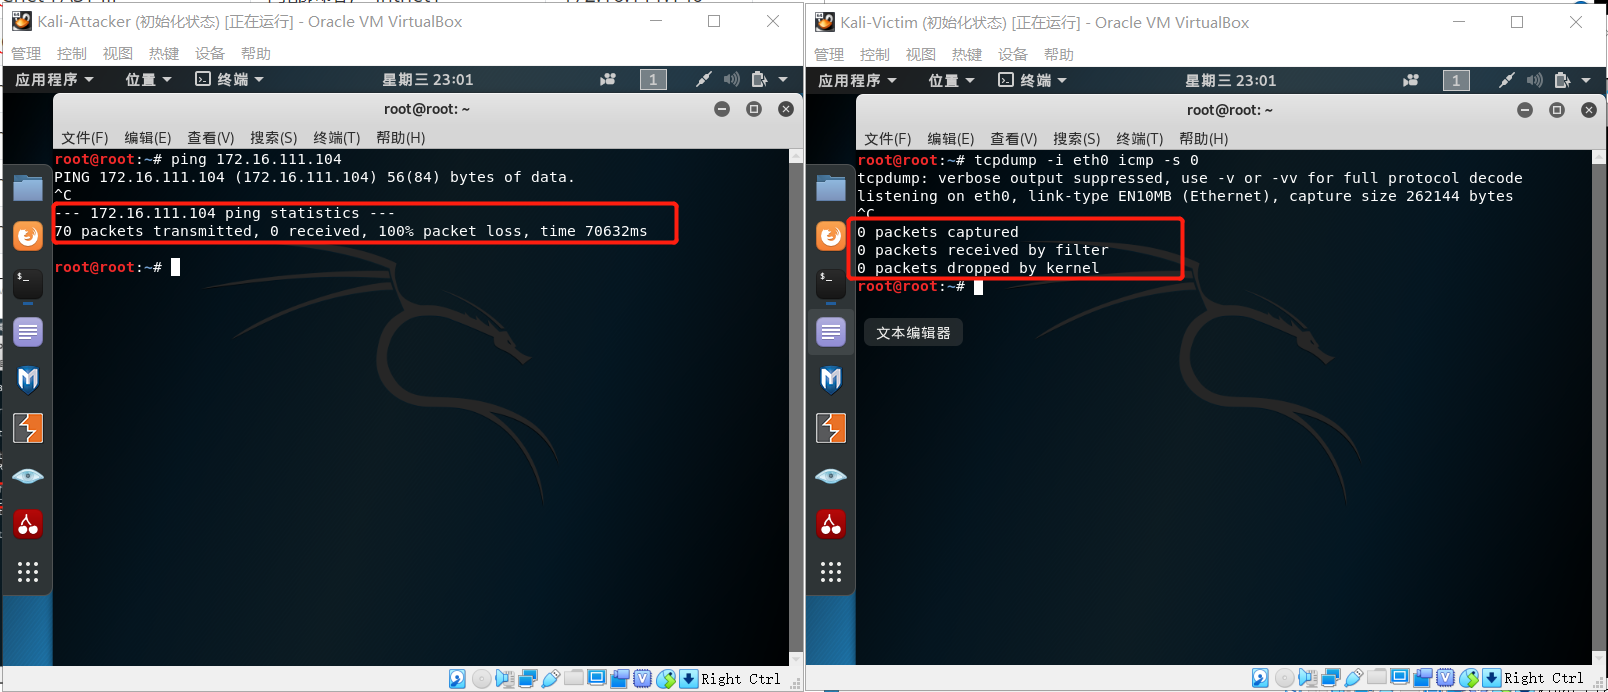 Kali-Attacker (初始化状态) [正在运行] - Oracle VM VirtualBox
管理 控制 视图 热键 设备 帮助
应用程序 位置 终端 星期三 23:01 1
root@root: ~
文件(F) 编辑(E) 查看(V) 搜索(S) 终端(T) 帮助(H)
root@root:~# ping 172.16.111.104
PING 172.16.111.104 (172.16.111.104) 56(84) bytes of data.
^C
--- 172.16.111.104 ping statistics ---
70 packets transmitted, 0 received, 100% packet loss, time 70632ms
root@root:~#
Right Ctrl
Kali-Victim (初始化状态) [正在运行] - Oracle VM VirtualBox
管理 控制 视图 热键 设备 帮助
应用程序 位置 终端 星期三 23:01 1
root@root: ~
文件(F) 编辑(E) 查看(V) 搜索(S) 终端(T) 帮助(H)
root@root:~# tcpdump -i eth0 icmp -s 0
tcpdump: verbose output suppressed, use -v or -vv for full protocol decode
listening on eth0, link-type EN10MB (Ethernet), capture size 262144 bytes
^C
0 packets captured
0 packets received by filter
0 packets dropped by kernel
root@root:~#
文本编辑器
Right Ctrl